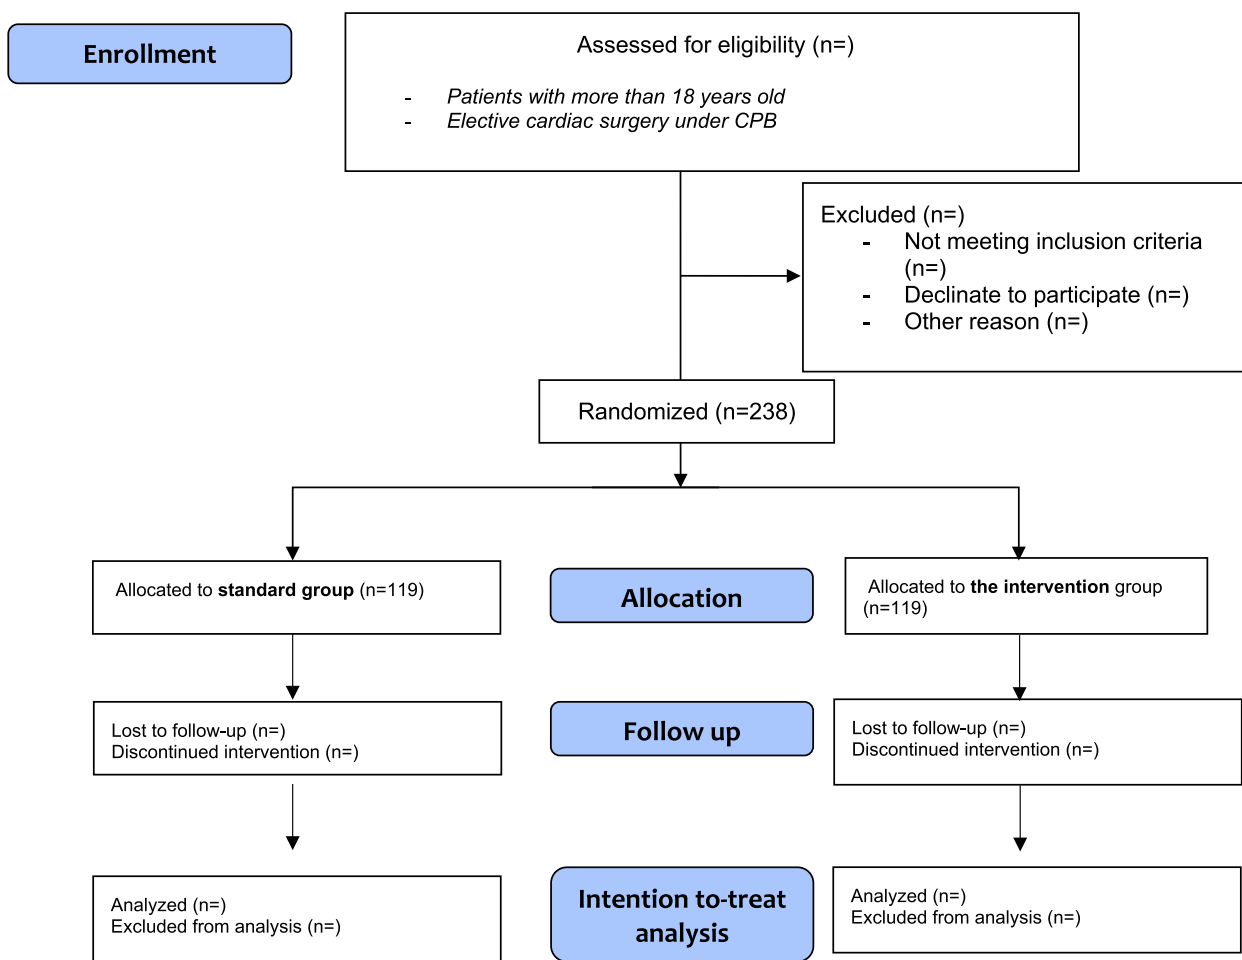 Enrollment
Assessed for eligibility (n=)
- Patients with more than 18 years old
- Elective cardiac surgery under CPB
Excluded (n=)
- Not meeting inclusion criteria
(n=)
- Declinate to participate (n=)
- Other reason (n=)
Randomized (n=238)
Allocated to standard group (n=119)
Allocation
Allocated to the intervention group
(n=119)
Lost to follow-up (n=)
Discontinued intervention (n=)
Follow up
Lost to follow-up (n=)
Discontinued intervention (n=)
Analyzed (n=)
Excluded from analysis (n=)
Intention to-treat
analysis
Analyzed (n=)
Excluded from analysis (n=)